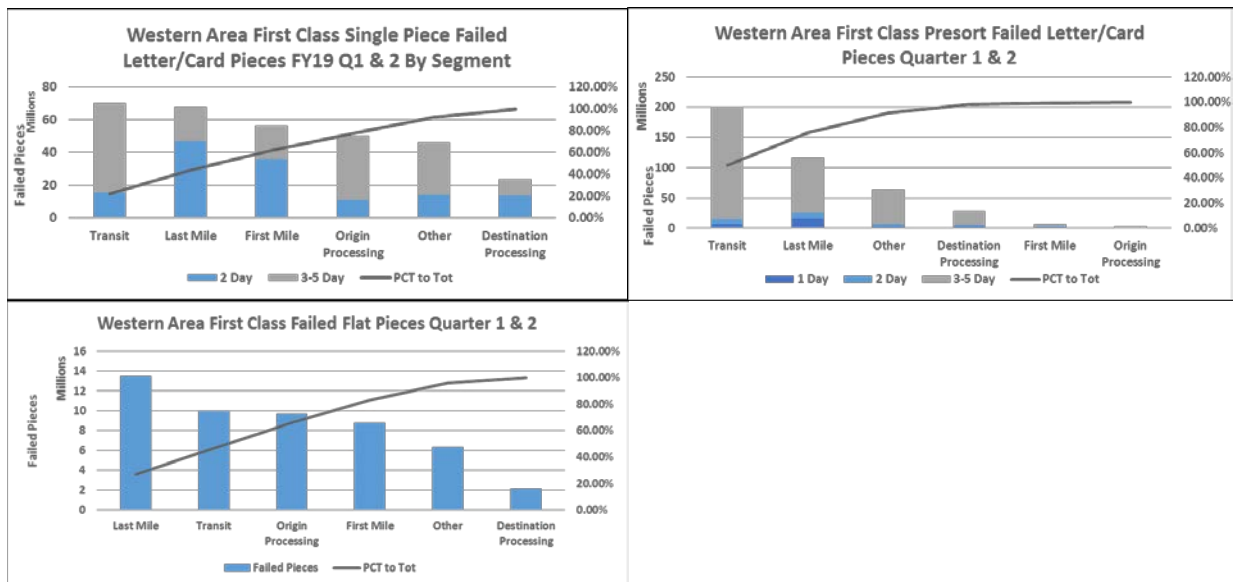 Western Area First Class Single Piece Failed
Letter/Card Pieces FY19 Q1 & 2 By Segment
Failed Pieces
Millions
80
60
40
20
0
120.00%
100.00%
80.00%
60.00%
40.00%
20.00%
0.00%
Transit Last Mile First Mile Origin Processing Other Destination Processing
2 Day 3-5 Day PCT to Tot
Western Area First Class Presort Failed Letter/Card
Pieces Quarter 1 & 2
Failed Pieces
Millions
250
200
150
100
50
0
120.00%
100.00%
80.00%
60.00%
40.00%
20.00%
0.00%
Transit Last Mile Other Destination Processing First Mile Origin Processing
1 Day 2 Day 3-5 Day PCT to Tot
Western Area First Class Failed Flat Pieces Quarter 1 & 2
Failed Pieces
Millions
16
14
12
10
8
6
4
2
0
120.00%
100.00%
80.00%
60.00%
40.00%
20.00%
0.00%
Last Mile Transit Origin Processing First Mile Other Destination Processing
Failed Pieces PCT to Tot